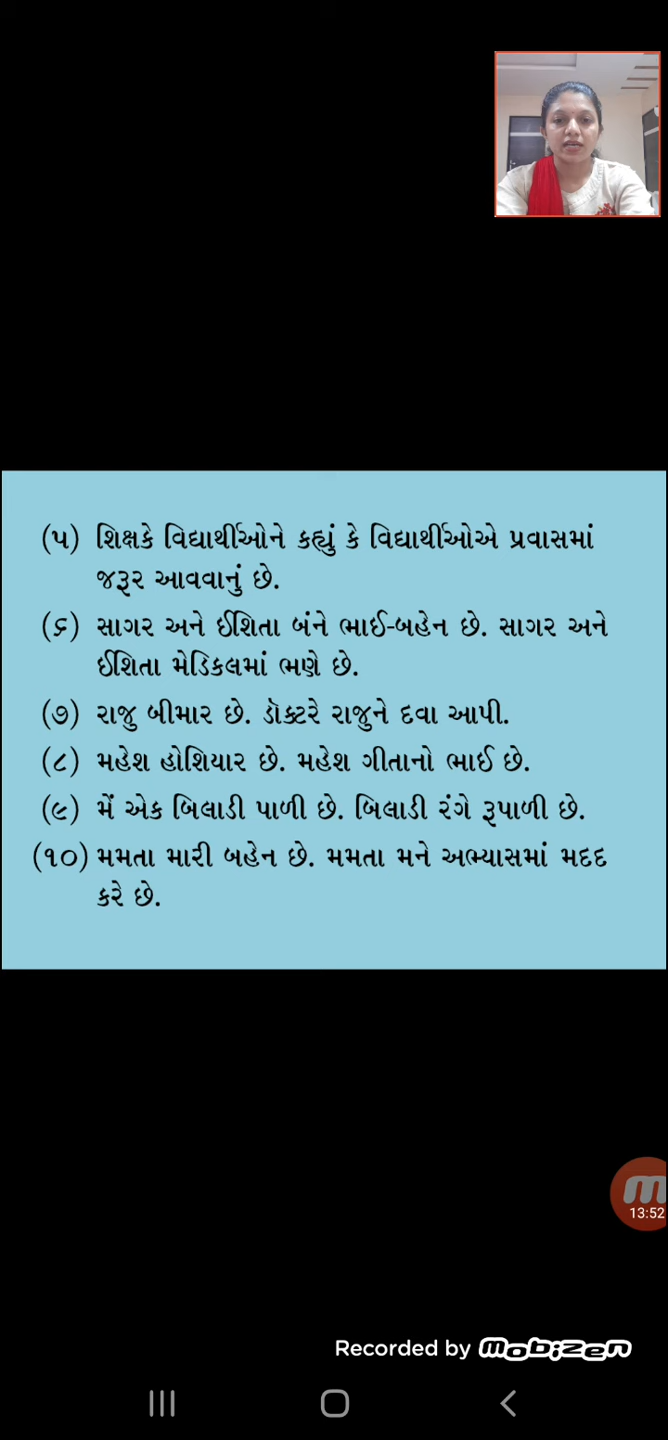 (૫) શિક્ષકે વિદ્યાર્થીઓને કહ્યું કે વિદ્યાર્થીઓએ પ્રવાસમાં
જરૂર આવવાનું છે.
(૬) સાગર અને ઈશિતા બંને ભાઈ-બહેન છે. સાગર અને
ઈશિતા મેડિકલમાં ભણે છે.
(૭) રાજુ બીમાર છે. ડૉક્ટરે રાજુને દવા આપી.
(૮) મહેશ હોશિયાર છે. મહેશ ગીતાનો ભાઈ છે.
(૯) મેં એક બિલાડી પાળી છે. બિલાડી રંગે રૂપાળી છે.
(૧૦) મમતા મારી બહેન છે. મમતા મને અભ્યાસમાં મદદ
કરે છે.
m
13:52
Recorded by mobizen